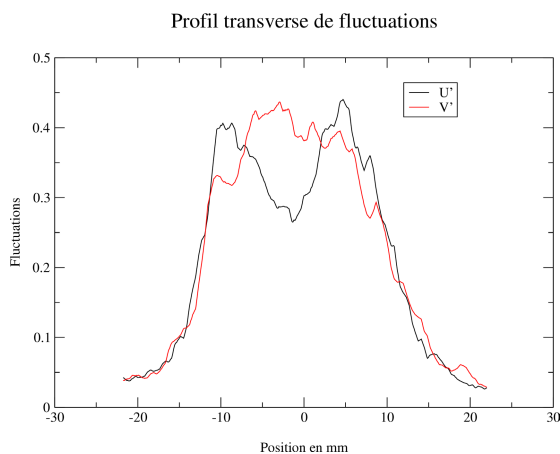 Profil transverse de fluctuations
0.5
U'
V'
0.4
0.3
Fluctuations
0.2
0.1
0
-30 -20 -10 0 10 20 30
Position en mm